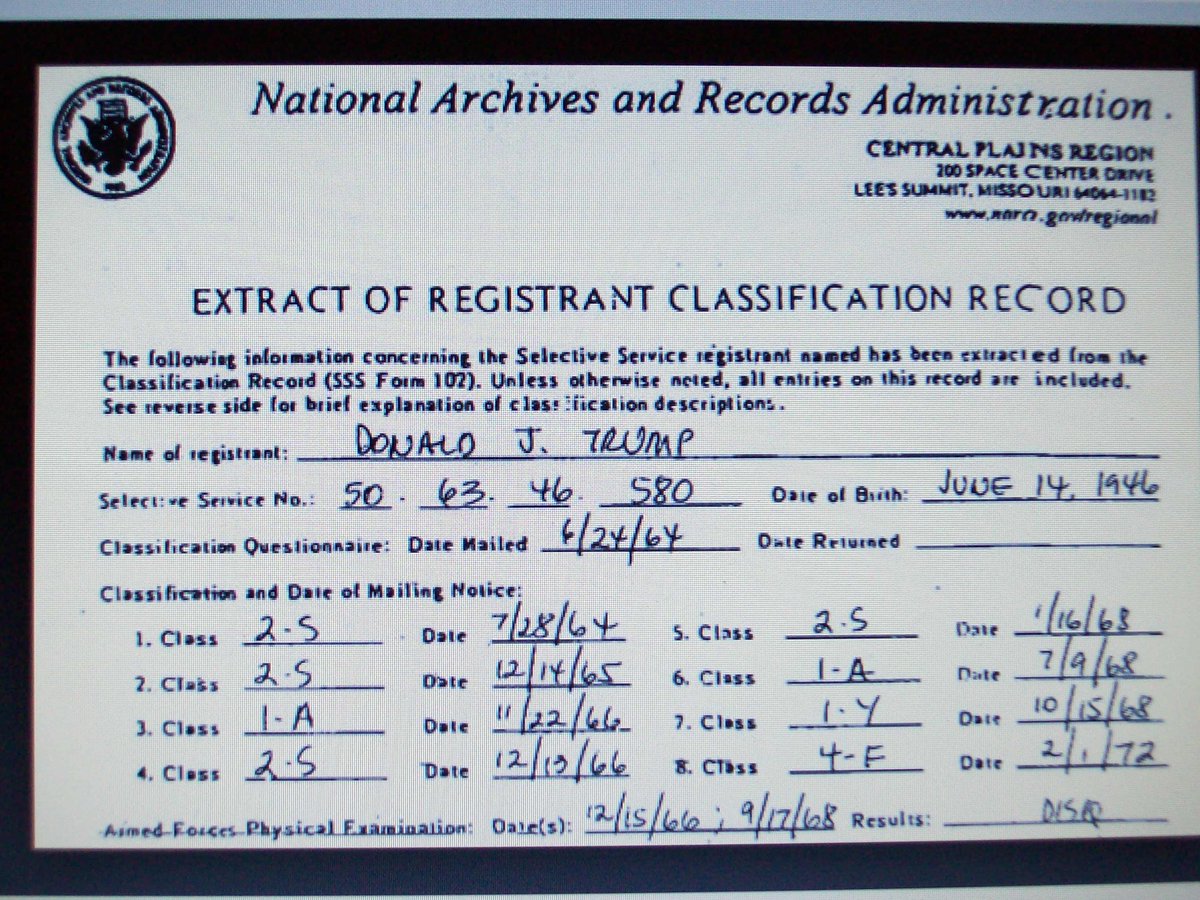 National Archives and Records Administration.
CENTRAL PLAINS REGION
200 SPACE CENTER DRIVE
LEE'S SUMMIT, MISSOURI 64064-1182
www.nara.gov/regional
EXTRACT OF REGISTRANT CLASSIFICATION RECORD
The following information concerning the Selective Service registrant named has been extracted from the
Classification Record (SSS Form 102). Unless otherwise noted, all entries on this record are included.
See reverse side for brief explanation of classification descriptions.
Name of registrant: DONALD J. TRUMP
Selective Service No.: 50 . 63 . 46 . 580 Date of Birth: JUNE 14, 1946
Classification Questionnaire: Date Mailed 6/24/64 Date Returned
Classification and Date of Mailing Notice:
1. Class 2-S Date 7/28/64 5. Class 2-S Date 1/16/68
2. Class 2-S Date 12/14/65 6. Class 1-A Date 7/9/68
3. Class 1-A Date 11/22/66 7. Class 1-Y Date 10/15/68
4. Class 2-S Date 12/13/66 8. Class 4-F Date 2/1/72
Armed Forces Physical Examination: Date(s): 12/15/66 ; 9/17/68 Results: DISQ